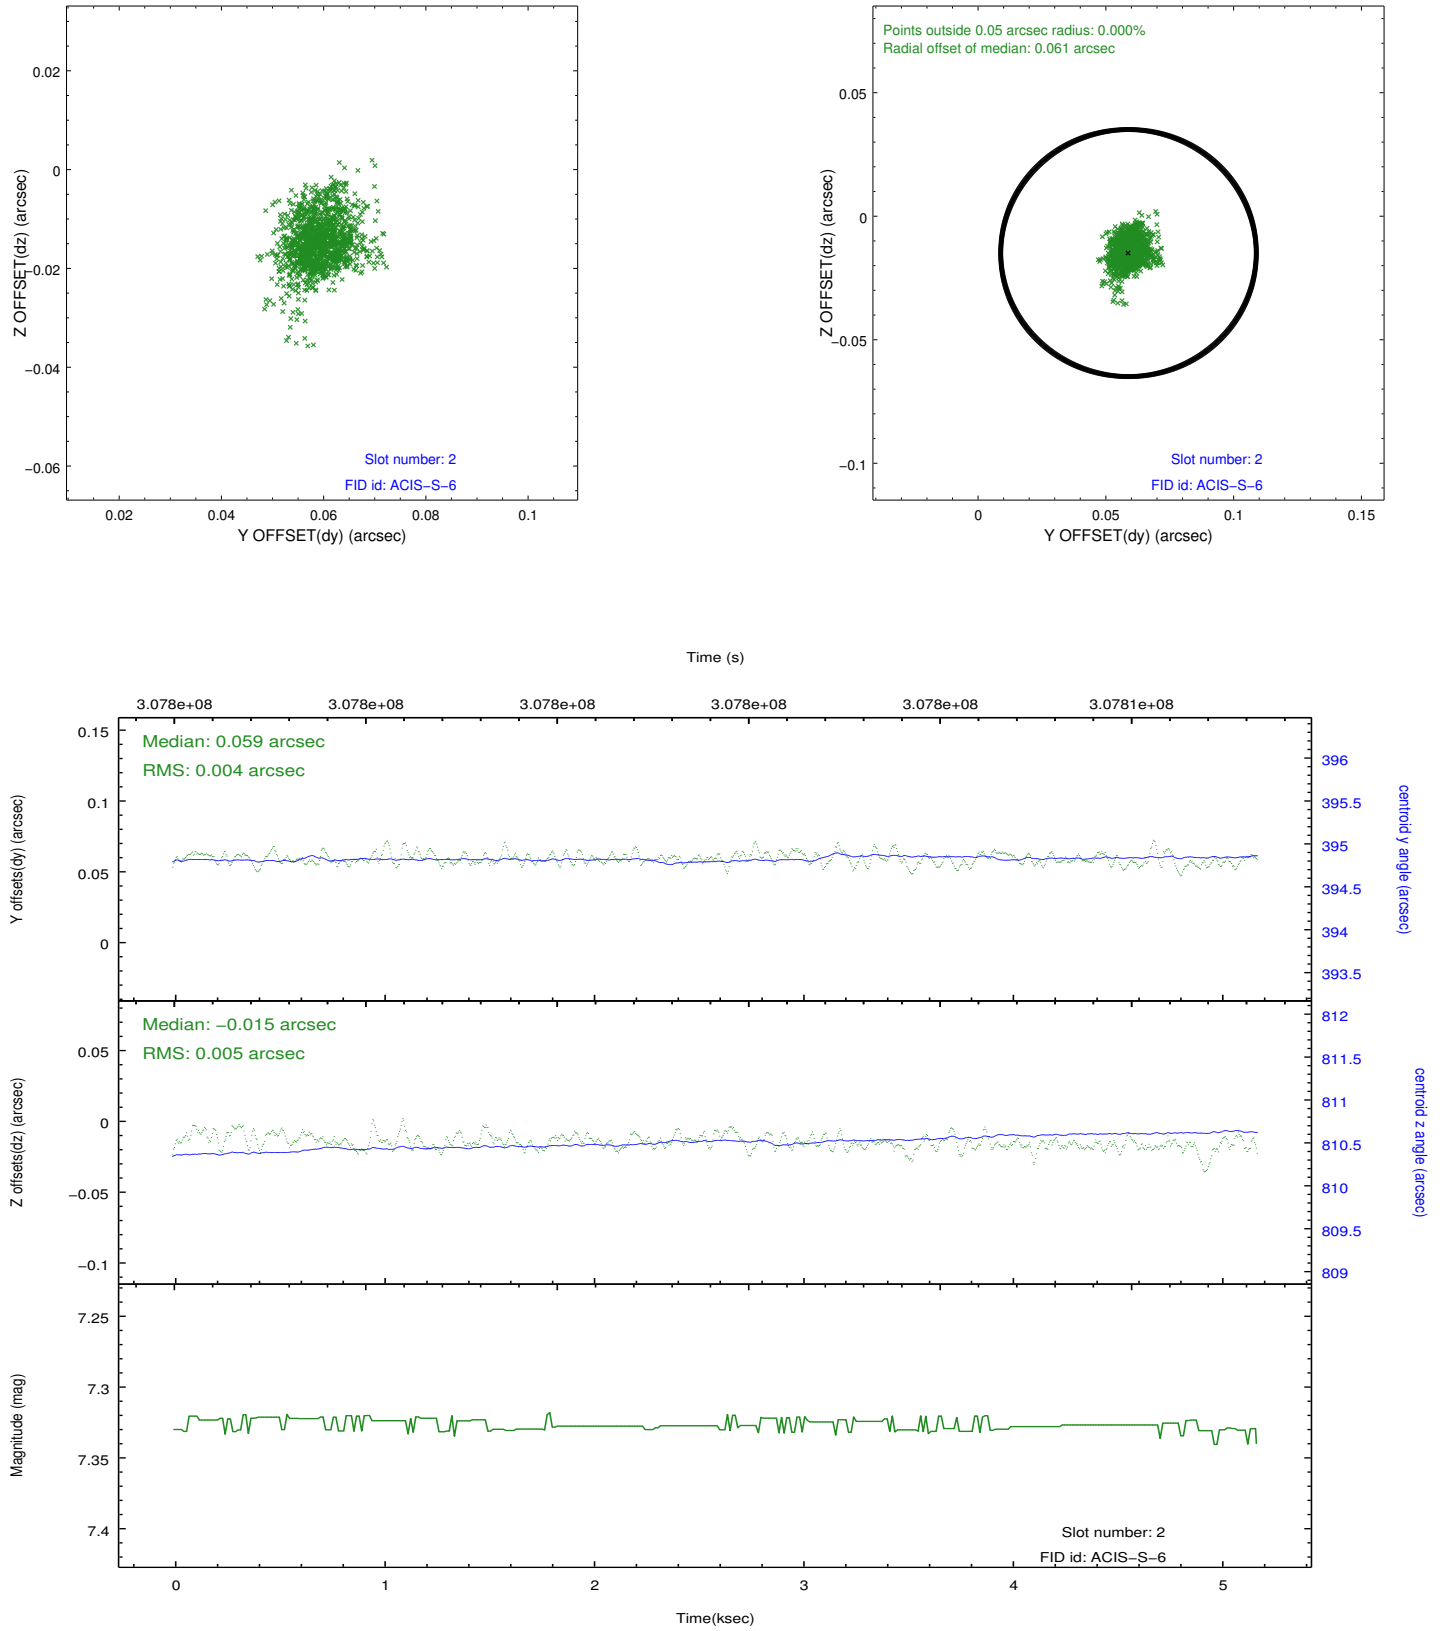 0.02
0
−0.02
−0.04
−0.06
Z OFFSET(dz) (arcsec)
Slot number: 2
FID id: ACIS−S−6
0.02 0.04 0.06 0.08 0.1
Y OFFSET(dy) (arcsec)
Points outside 0.05 arcsec radius: 0.000%
Radial offset of median: 0.061 arcsec
0.05
0
−0.05
−0.1
Z OFFSET(dz) (arcsec)
Slot number: 2
FID id: ACIS−S−6
0 0.05 0.1 0.15
Y OFFSET(dy) (arcsec)
Time (s)
3.078e+08 3.078e+08 3.078e+08 3.078e+08 3.078e+08 3.0781e+08
Median: 0.059 arcsec
RMS: 0.004 arcsec
0.15
0.1
0.05
0
Y offsets(dy) (arcsec)
396
395.5
395
394.5
394
393.5
centroid y angle (arcsec)
Median: −0.015 arcsec
RMS: 0.005 arcsec
0.05
0
−0.05
−0.1
Z offsets(dz) (arcsec)
812
811.5
811
810.5
810
809.5
809
centroid z angle (arcsec)
7.25
7.3
7.35
7.4
Magnitude (mag)
Slot number: 2
FID id: ACIS−S−6
0 1 2 3 4 5
Time(ksec)